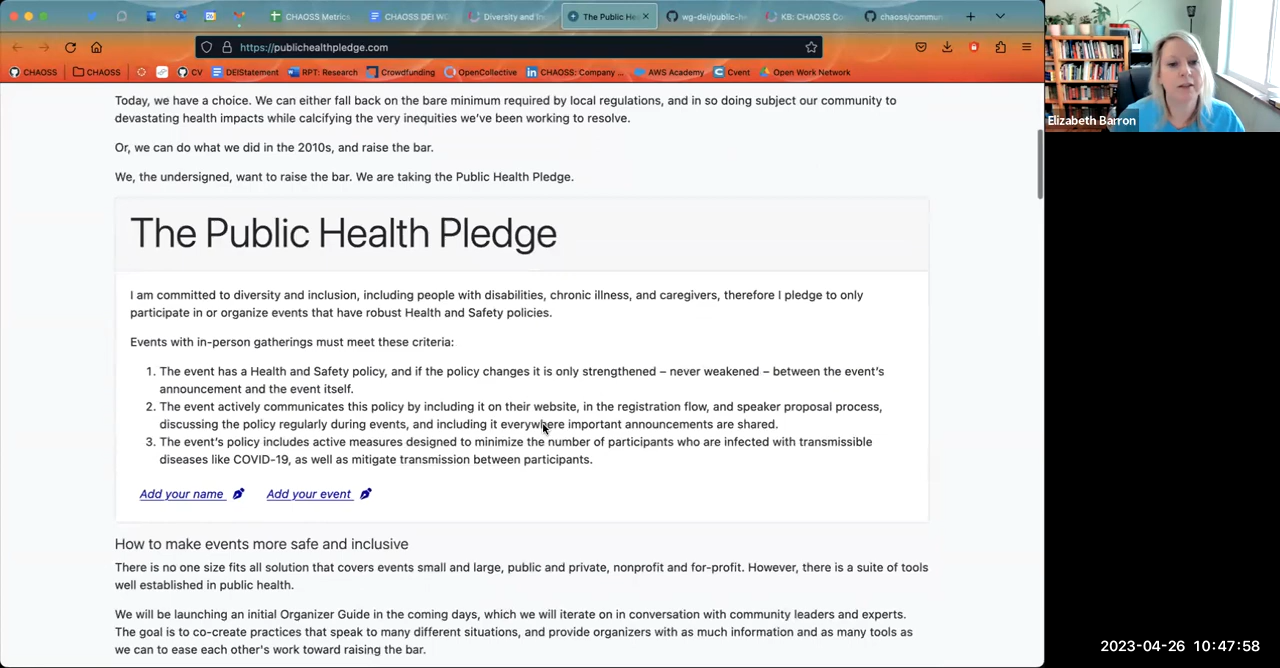 CHAOSS Metrics
CHAOSS DEI WG
Diversity and In
The Public He
wg-dei/public-he
KB: CHAOSS Co
chaoss/commun
https://publichealthpledge.com
CHAOSS
CHAOSS
CV
DEIStatement
RPT: Research
Crowdfunding
OpenCollective
CHAOSS: Company ...
AWS Academy
Cvent
Open Work Network
Elizabeth Barron
Today, we have a choice. We can either fall back on the bare minimum required by local regulations, and in so doing subject our community to
devastating health impacts while calcifying the very inequities we've been working to resolve.
Or, we can do what we did in the 2010s, and raise the bar.
We, the undersigned, want to raise the bar. We are taking the Public Health Pledge.
The Public Health Pledge
I am committed to diversity and inclusion, including people with disabilities, chronic illness, and caregivers, therefore I pledge to only
participate in or organize events that have robust Health and Safety policies.
Events with in-person gatherings must meet these criteria:
1. The event has a Health and Safety policy, and if the policy changes it is only strengthened – never weakened – between the event's
announcement and the event itself.
2. The event actively communicates this policy by including it on their website, in the registration flow, and speaker proposal process,
discussing the policy regularly during events, and including it everywhere important announcements are shared.
3. The event's policy includes active measures designed to minimize the number of participants who are infected with transmissible
diseases like COVID-19, as well as mitigate transmission between participants.
Add your name Add your event
How to make events more safe and inclusive
There is no one size fits all solution that covers events small and large, public and private, nonprofit and for-profit. However, there is a suite of tools
well established in public health.
We will be launching an initial Organizer Guide in the coming days, which we will iterate on in conversation with community leaders and experts.
The goal is to co-create practices that speak to many different situations, and provide organizers with as much information and as many tools as
we can to ease each other's work toward raising the bar.
2023-04-26 10:47:58